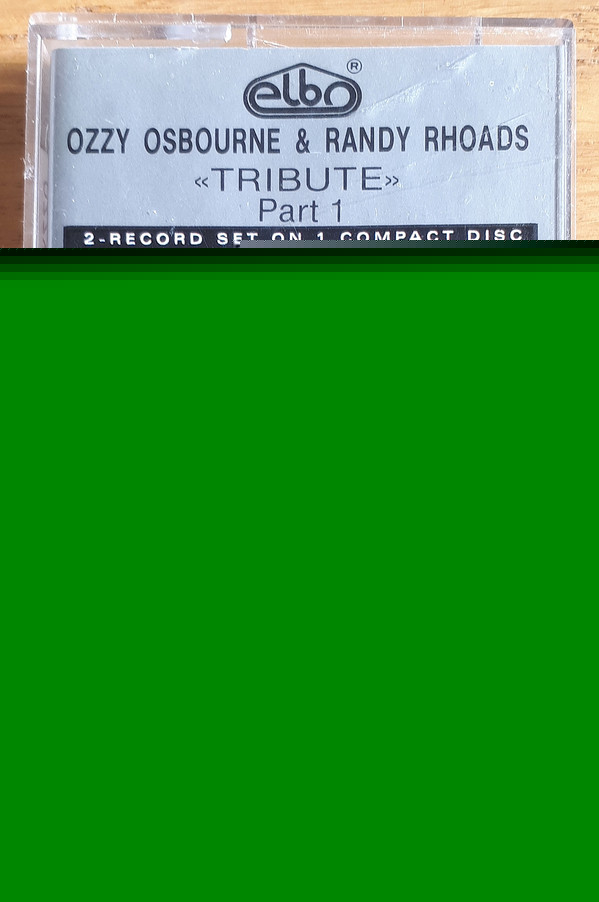 elbo ®
OZZY OSBOURNE & RANDY RHOADS
«TRIBUTE»
Part 1
2-RECORD SET ON 1 COMPACT DISC